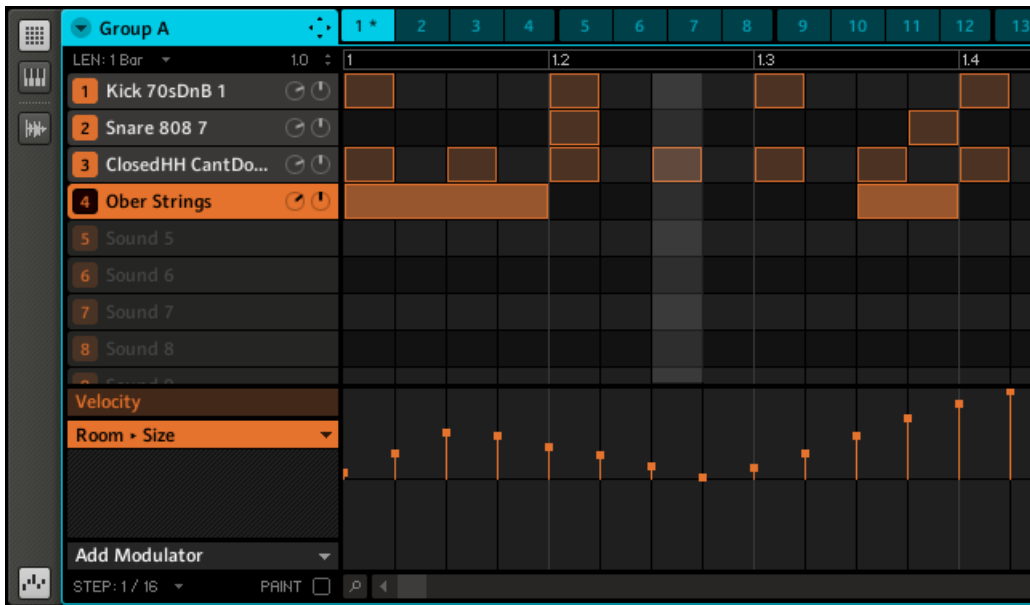 Group A
1 * 2 3 4 5 6 7 8 9 10 11 12 13
LEN: 1 Bar 1.0 1 1.2 1.3 1.4
1 Kick 70sDnB 1
2 Snare 808 7
3 ClosedHH CantDo...
4 Ober Strings
5 Sound 5
6 Sound 6
7 Sound 7
8 Sound 8
Velocity
Room ▸ Size
Add Modulator
STEP: 1 / 16 PAINT